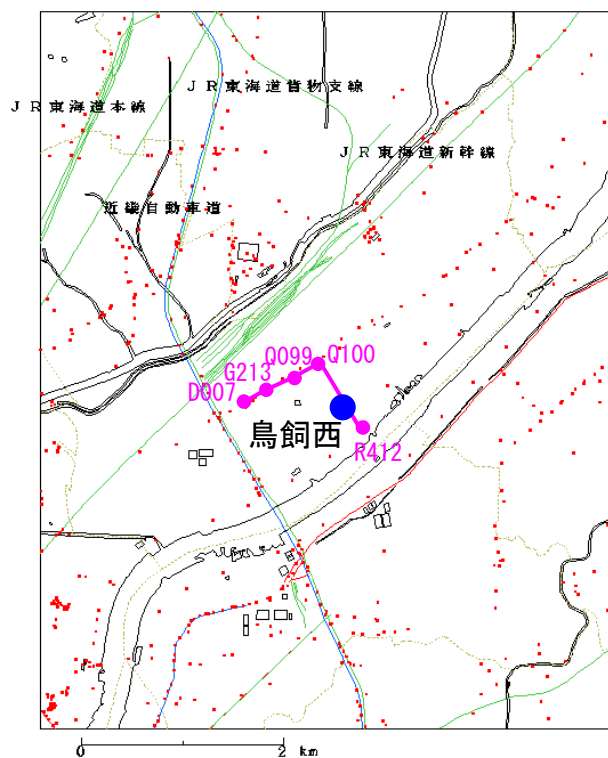 JR東海道貨物支線
JR東海道本線
JR東海道新幹線
近畿自動車道
Q099
Q100
G213
D007
鳥飼西
R412
0
2
km